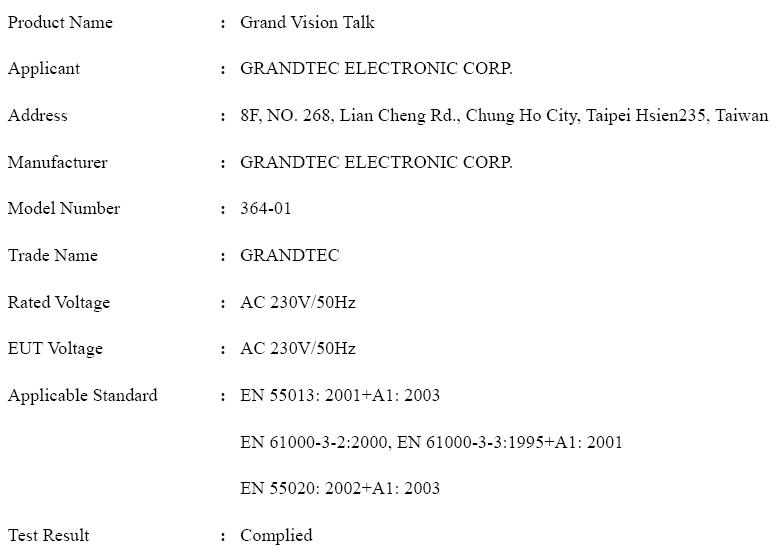 Product Name : Grand Vision Talk
Applicant : GRANDTEC ELECTRONIC CORP.
Address : 8F, NO. 268, Lian Cheng Rd., Chung Ho City, Taipei Hsien235, Taiwan
Manufacturer : GRANDTEC ELECTRONIC CORP.
Model Number : 364-01
Trade Name : GRANDTEC
Rated Voltage : AC 230V/50Hz
EUT Voltage : AC 230V/50Hz
Applicable Standard : EN 55013: 2001+A1: 2003
EN 61000-3-2:2000, EN 61000-3-3:1995+A1: 2001
EN 55020: 2002+A1: 2003
Test Result : Complied